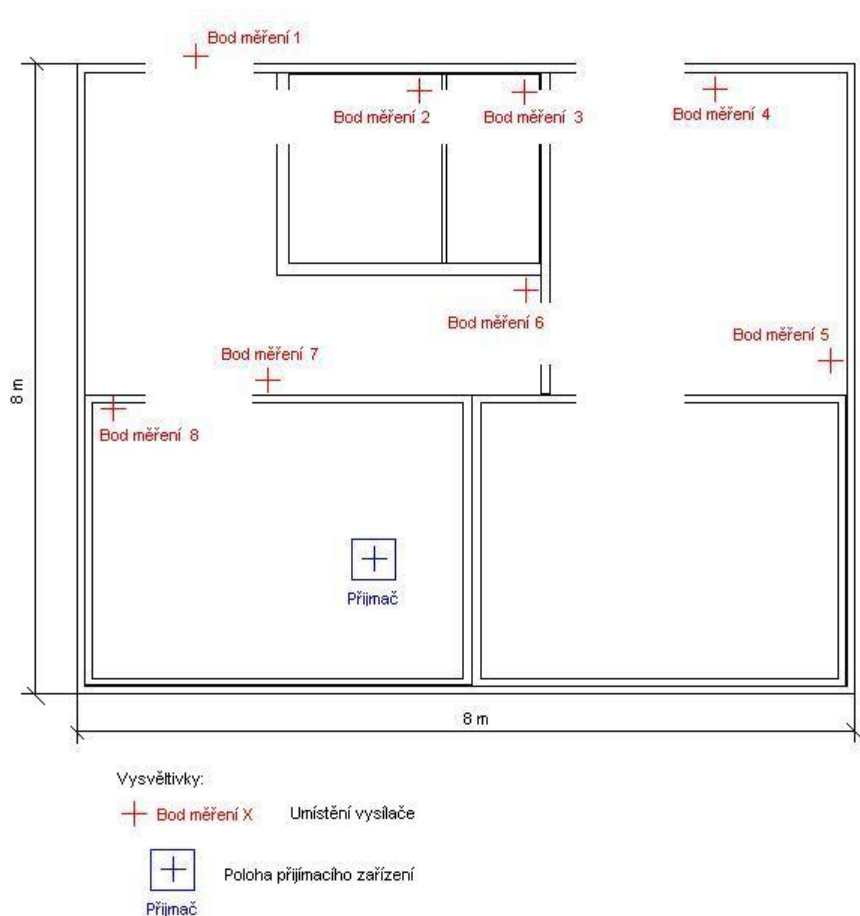 Bod měření 1
Bod měření 2
Bod měření 3
Bod měření 4
Bod měření 6
Bod měření 5
Bod měření 7
8 m
Bod měření 8
Přijmač
8 m
Vysvětlivky:
Bod měření X Umístění vysílače
Poloha přijímacího zařízení
Přijmač